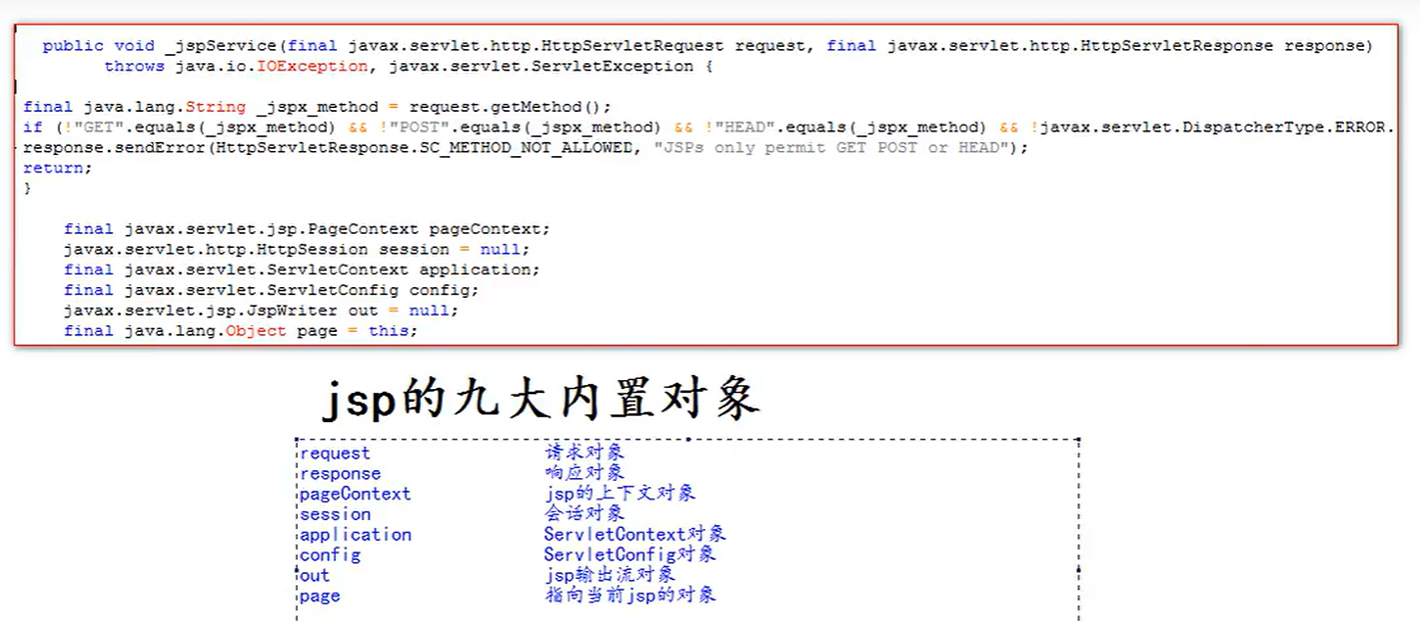 public void _jspService(final javax.servlet.http.HttpServletRequest request, final javax.servlet.http.HttpServletResponse response)
throws java.io.IOException, javax.servlet.ServletException {
final java.lang.String _jspx_method = request.getMethod();
if (!"GET".equals(_jspx_method) && !"POST".equals(_jspx_method) && !"HEAD".equals(_jspx_method) && !javax.servlet.DispatcherType.ERROR.
response.sendError(HttpServletResponse.SC_METHOD_NOT_ALLOWED, "JSPs only permit GET POST or HEAD");
return;
}
final javax.servlet.jsp.PageContext pageContext;
javax.servlet.http.HttpSession session = null;
final javax.servlet.ServletContext application;
final javax.servlet.ServletConfig config;
javax.servlet.jsp.JspWriter out = null;
final java.lang.Object page = this;
jsp的九大内置对象
request 请求对象
response 响应对象
pageContext jsp的上下文对象
session 会话对象
application ServletContext对象
config ServletConfig对象
out jsp输出流对象
page 指向当前jsp的对象